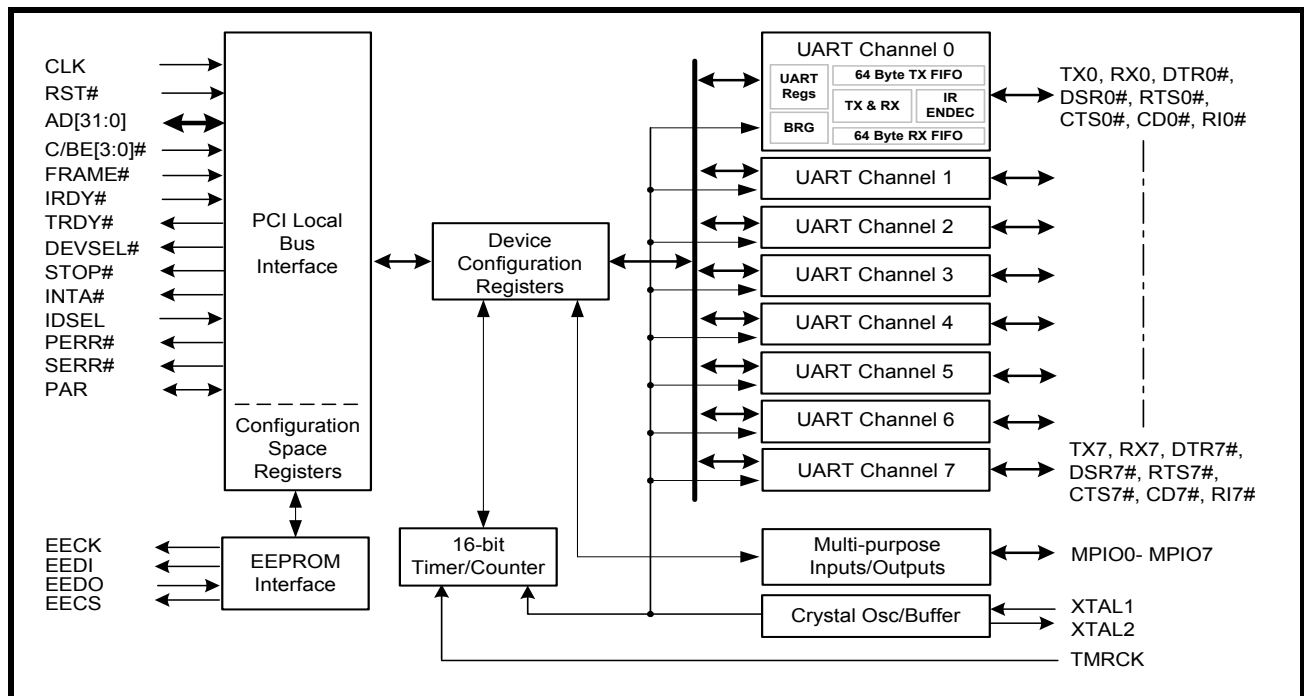 CLK
RST#
AD[31:0]
C/BE[3:0]#
FRAME#
IRDY#
TRDY#
DEVSEL#
STOP#
INTA#
IDSEL
PERR#
SERR#
PAR
PCI Local
Bus
Interface
Configuration
Space
Registers
EECK
EEDI
EEDO
EECS
EEPROM
Interface
Device
Configuration
Registers
16-bit
Timer/Counter
UART Channel 0
UART
Regs
BRG
64 Byte TX FIFO
TX & RX
IR
ENDEC
64 Byte RX FIFO
UART Channel 1
UART Channel 2
UART Channel 3
UART Channel 4
UART Channel 5
UART Channel 6
UART Channel 7
Multi-purpose
Inputs/Outputs
Crystal Osc/Buffer
TX0, RX0, DTR0#,
DSR0#, RTS0#,
CTS0#, CD0#, RI0#
TX7, RX7, DTR7#,
DSR7#, RTS7#,
CTS7#, CD7#, RI7#
MPIO0- MPIO7
XTAL1
XTAL2
TMRCK